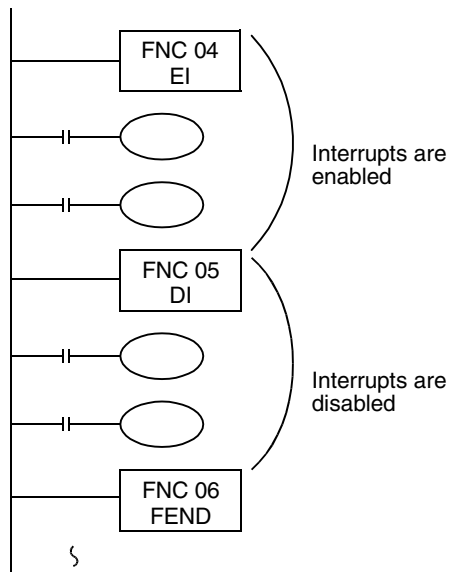 FNC 04
EI
Interrupts are
enabled
FNC 05
DI
Interrupts are
disabled
FNC 06
FEND